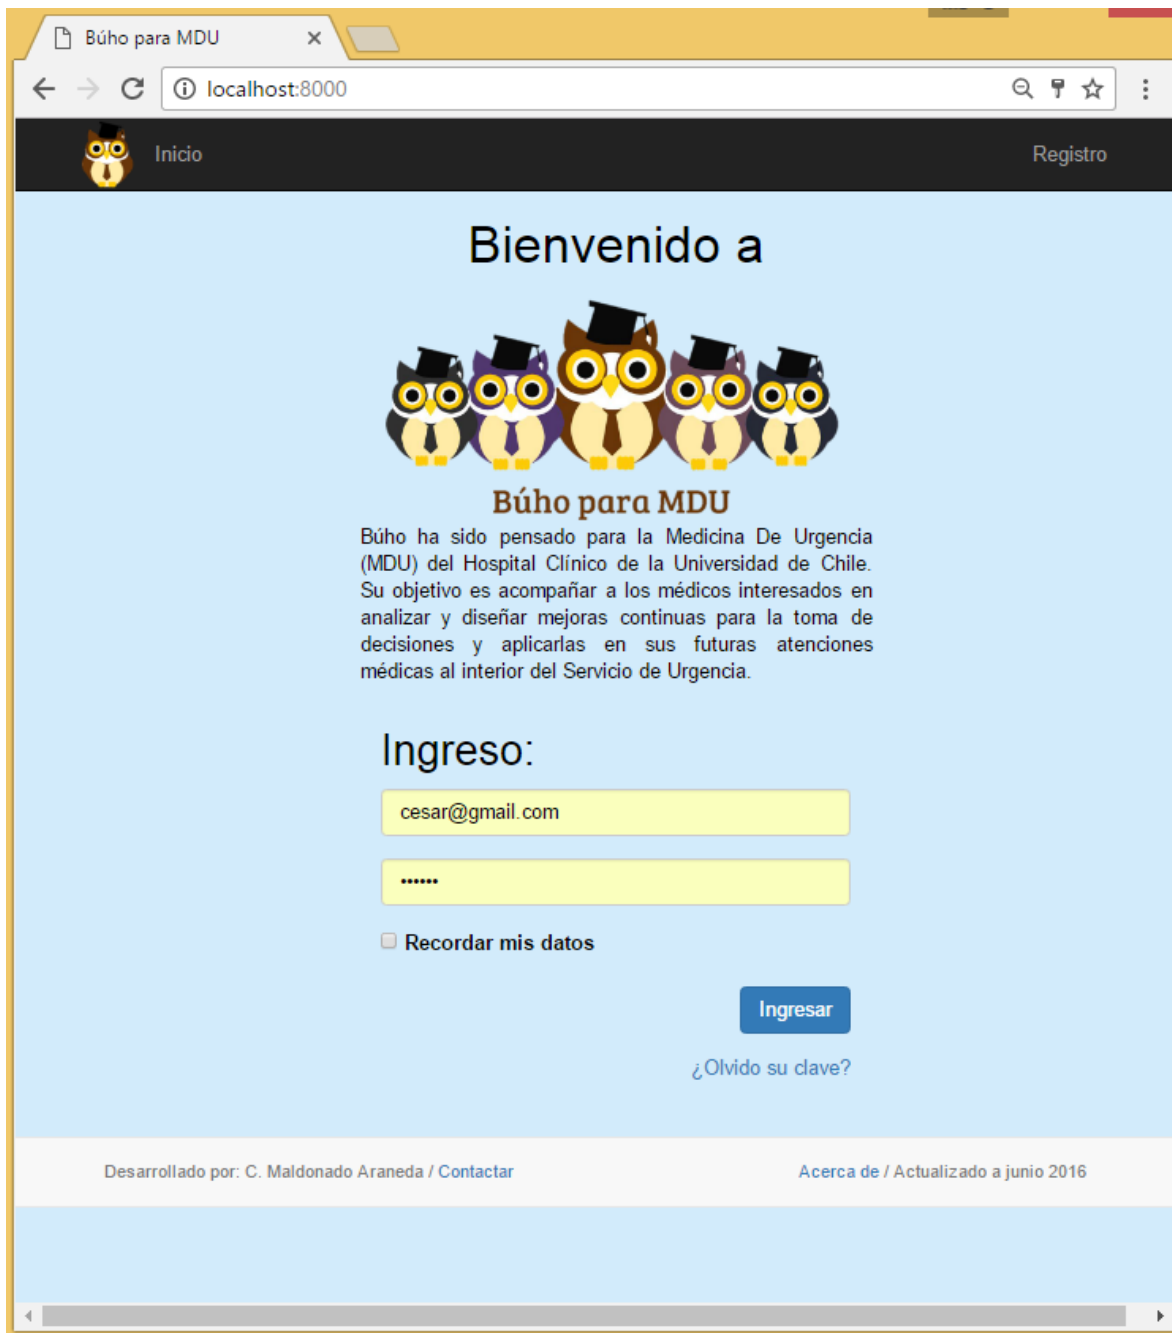 Búho para MDU
localhost:8000
Inicio
Registro
Bienvenido a
Búho para MDU
Búho ha sido pensado para la Medicina De Urgencia
(MDU) del Hospital Clínico de la Universidad de Chile.
Su objetivo es acompañar a los médicos interesados en
analizar y diseñar mejoras continuas para la toma de
decisiones y aplicarlas en sus futuras atenciones
médicas al interior del Servicio de Urgencia.
Ingreso:
cesar@gmail.com
••••••
Recordar mis datos
Ingresar
¿Olvido su clave?
Desarrollado por: C. Maldonado Araneda / Contactar
Acerca de / Actualizado a junio 2016